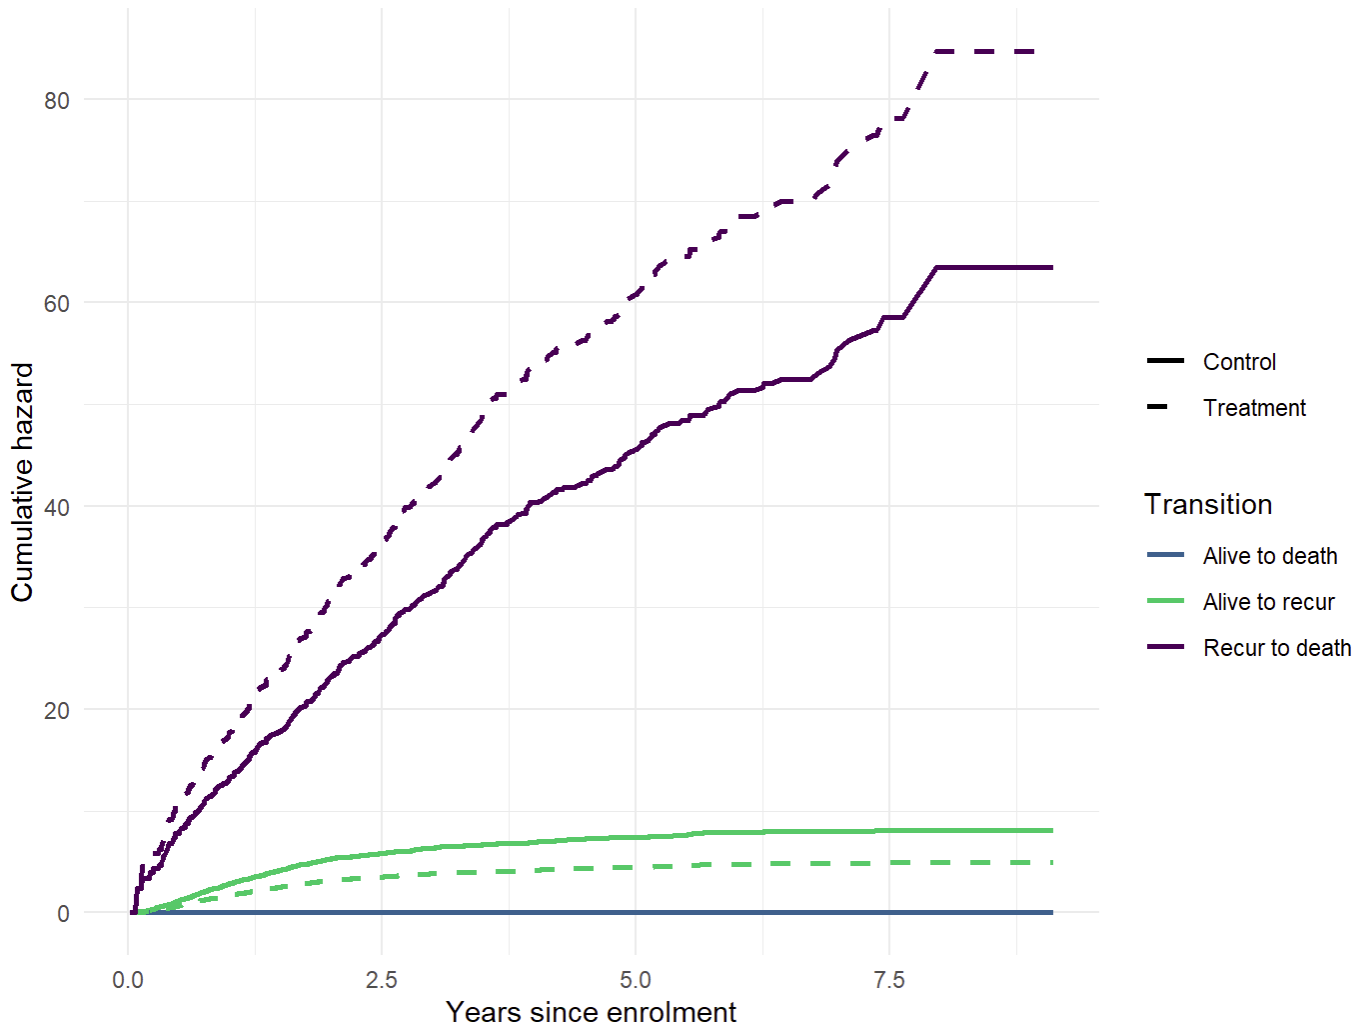 Cumulative hazard
80
60
40
20
0
0.0
2.5
5.0
7.5
Years since enrolment
Control
Treatment
Transition
Alive to death
Alive to recur
Recur to death